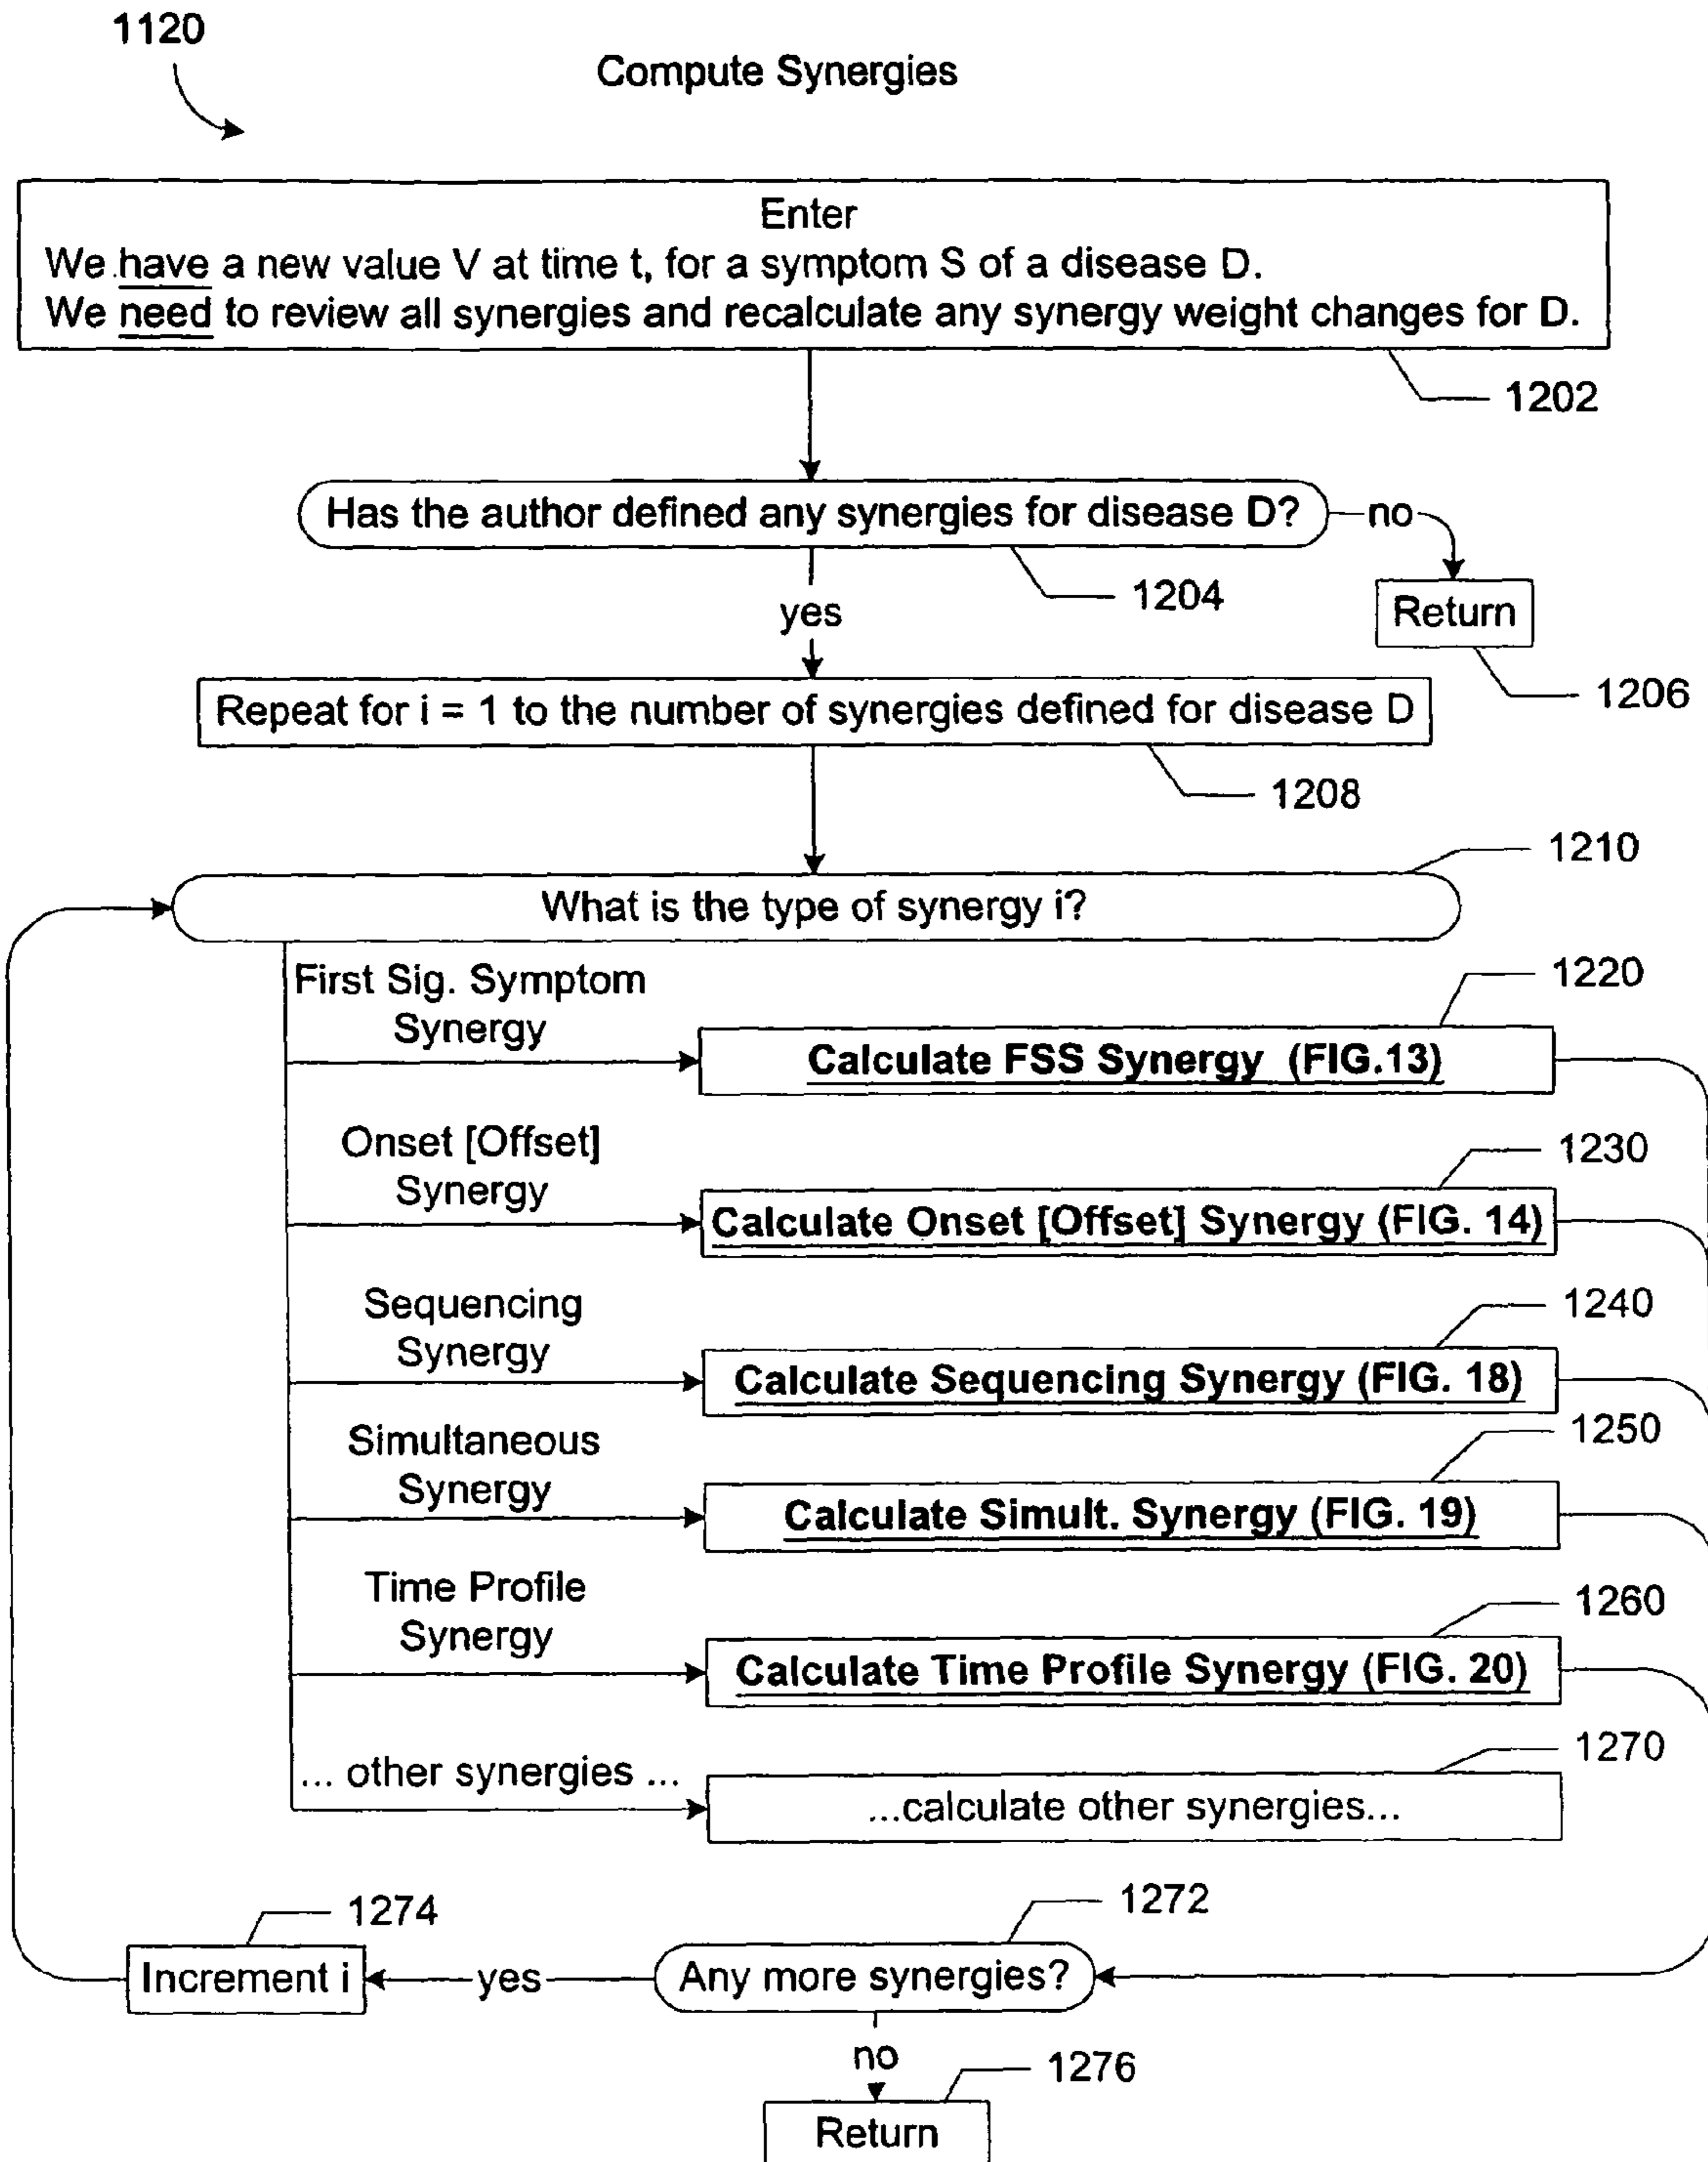 1120
Compute Synergies
Enter
We have a new value V at time t, for a symptom S of a disease D.
We need to review all synergies and recalculate any synergy weight changes for D.
1202
Has the author defined any synergies for disease D?
no
1204
yes
Return
1206
Repeat for i = 1 to the number of synergies defined for disease D
1208
1210
What is the type of synergy i?
First Sig. Symptom
Synergy
1220
Calculate FSS Synergy (FIG.13)
Onset [Offset]
Synergy
1230
Calculate Onset [Offset] Synergy (FIG. 14)
Sequencing
Synergy
1240
Calculate Sequencing Synergy (FIG. 18)
Simultaneous
Synergy
1250
Calculate Simult. Synergy (FIG. 19)
Time Profile
Synergy
1260
Calculate Time Profile Synergy (FIG. 20)
... other synergies ...
1270
...calculate other synergies...
1274
1272
Increment i
yes
Any more synergies?
no
1276
Return